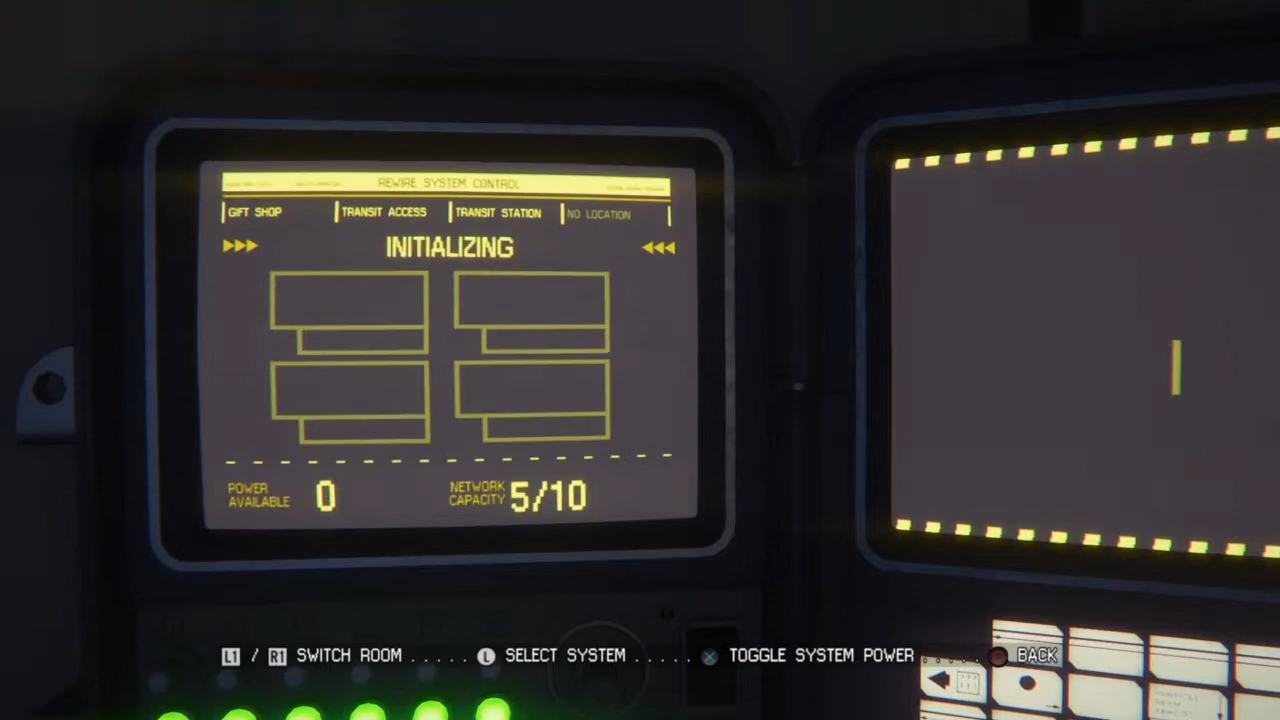 REWIRE SYSTEM CONTROL
GIFT SHOP
TRANSIT ACCESS
TRANSIT STATION
NO LOCATION
INITIALIZING
POWER AVAILABLE 0
NETWORK CAPACITY 5/10
L1 / R1 SWITCH ROOM ..... L SELECT SYSTEM ..... TOGGLE SYSTEM POWER ..... BACK